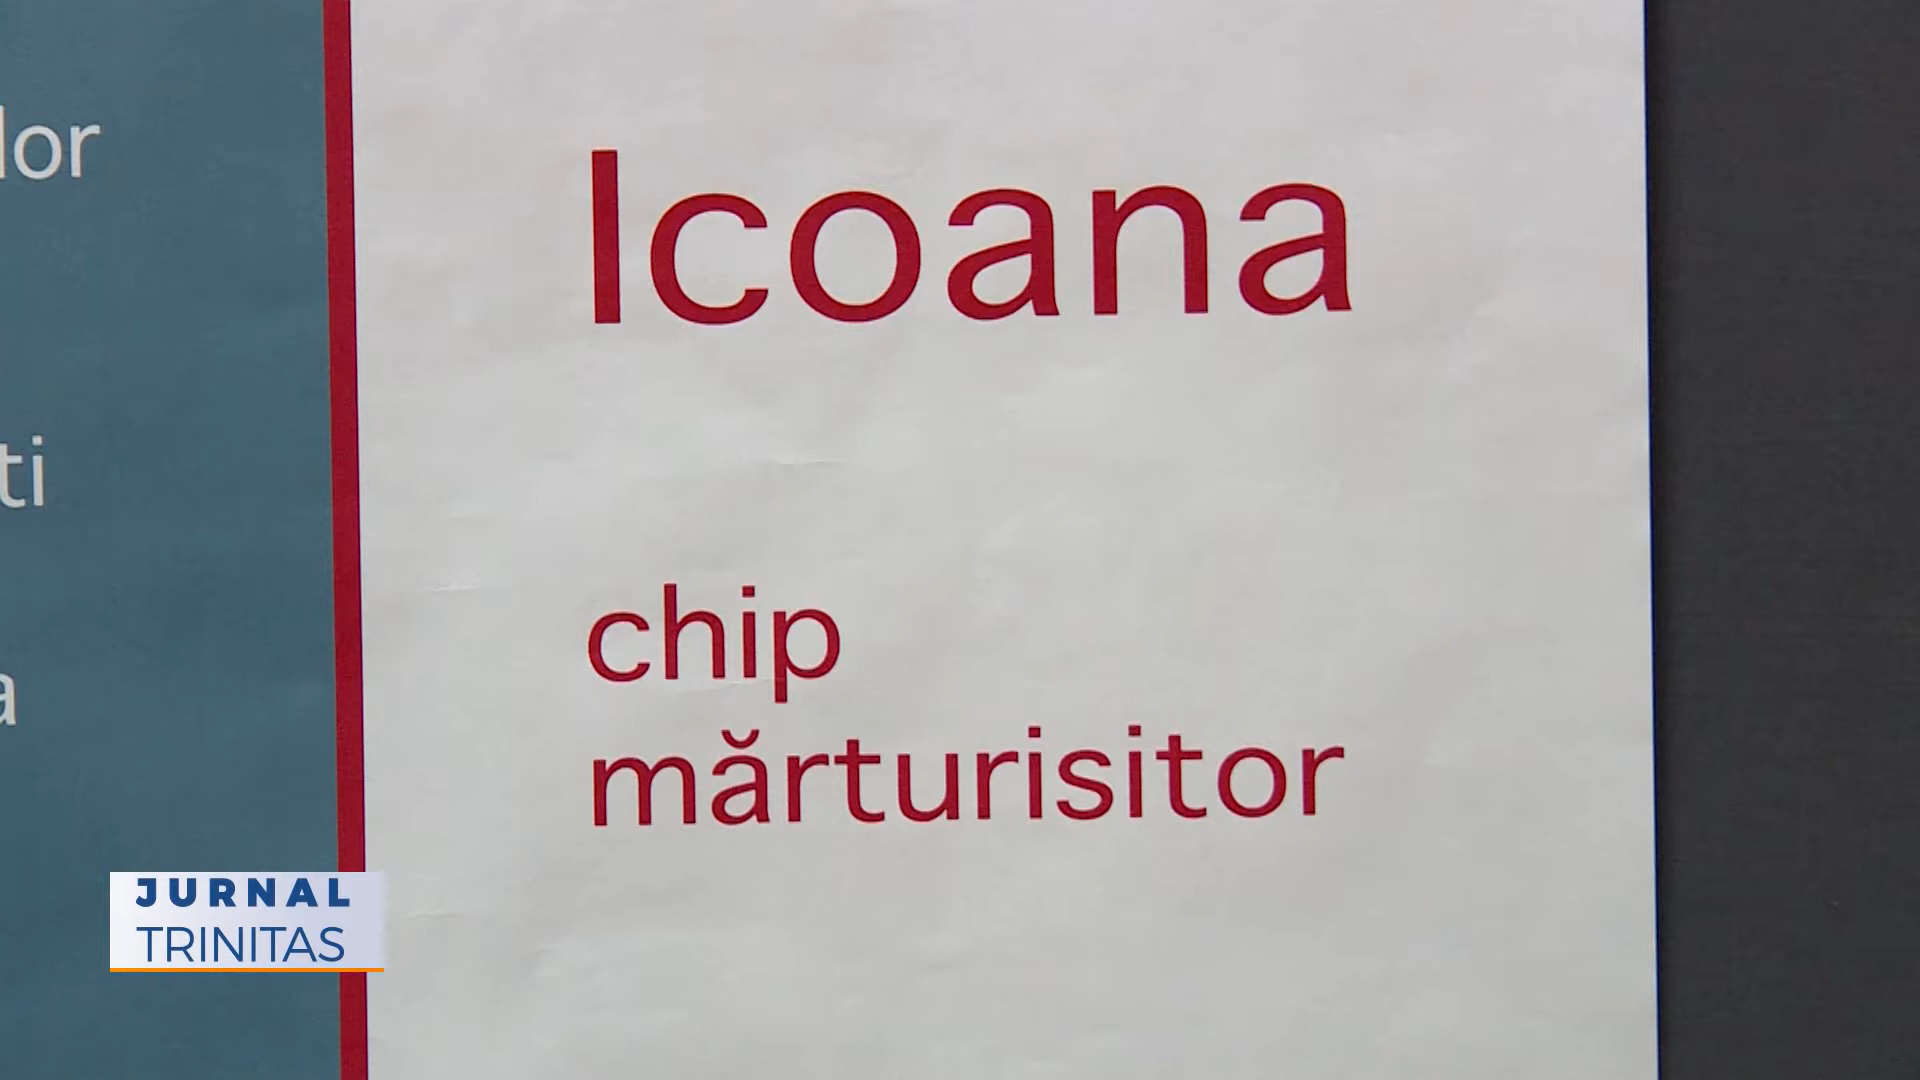 lor
ti
a
Icoana
chip
mărturisitor
JURNAL
TRINITAS